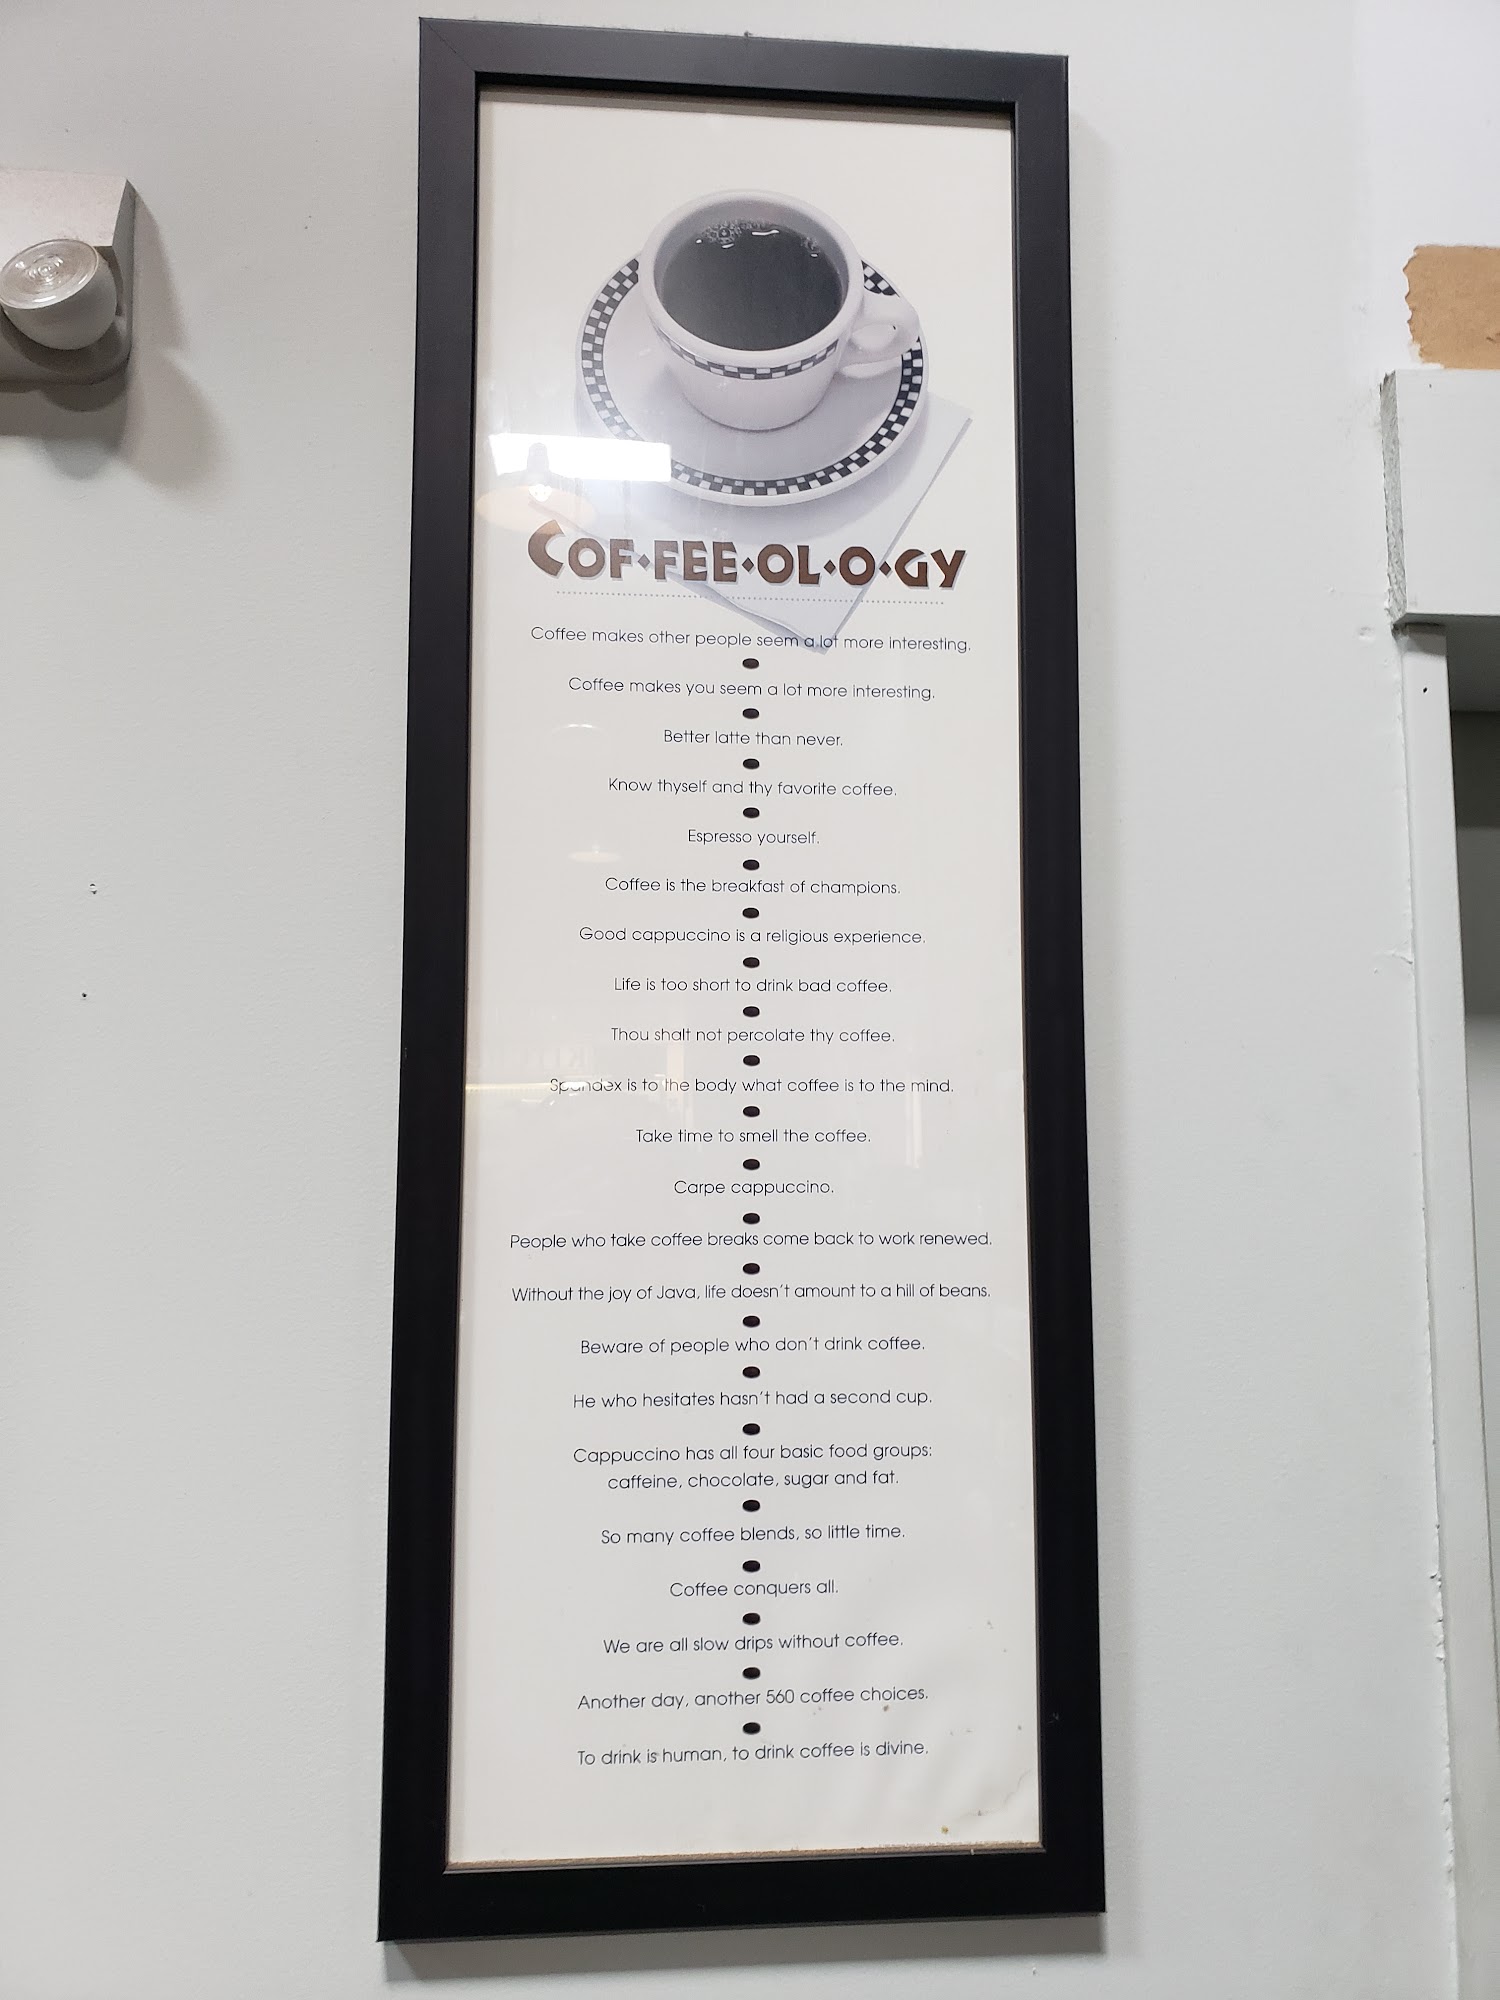 COF•FEE•OL•O•GY
Coffee makes other people seem a lot more interesting.
Coffee makes you seem a lot more interesting.
Better latte than never.
Know thyself and thy favorite coffee.
Espresso yourself.
Coffee is the breakfast of champions.
Good cappuccino is a religious experience.
Life is too short to drink bad coffee.
Thou shalt not percolate thy coffee.
Spandex is to the body what coffee is to the mind.
Take time to smell the coffee.
Carpe cappuccino.
People who take coffee breaks come back to work renewed.
Without the joy of Java, life doesn't amount to a hill of beans.
Beware of people who don't drink coffee.
He who hesitates hasn't had a second cup.
Cappuccino has all four basic food groups:
caffeine, chocolate, sugar and fat.
So many coffee blends, so little time.
Coffee conquers all.
We are all slow drips without coffee.
Another day, another 560 coffee choices.
To drink is human, to drink coffee is divine.